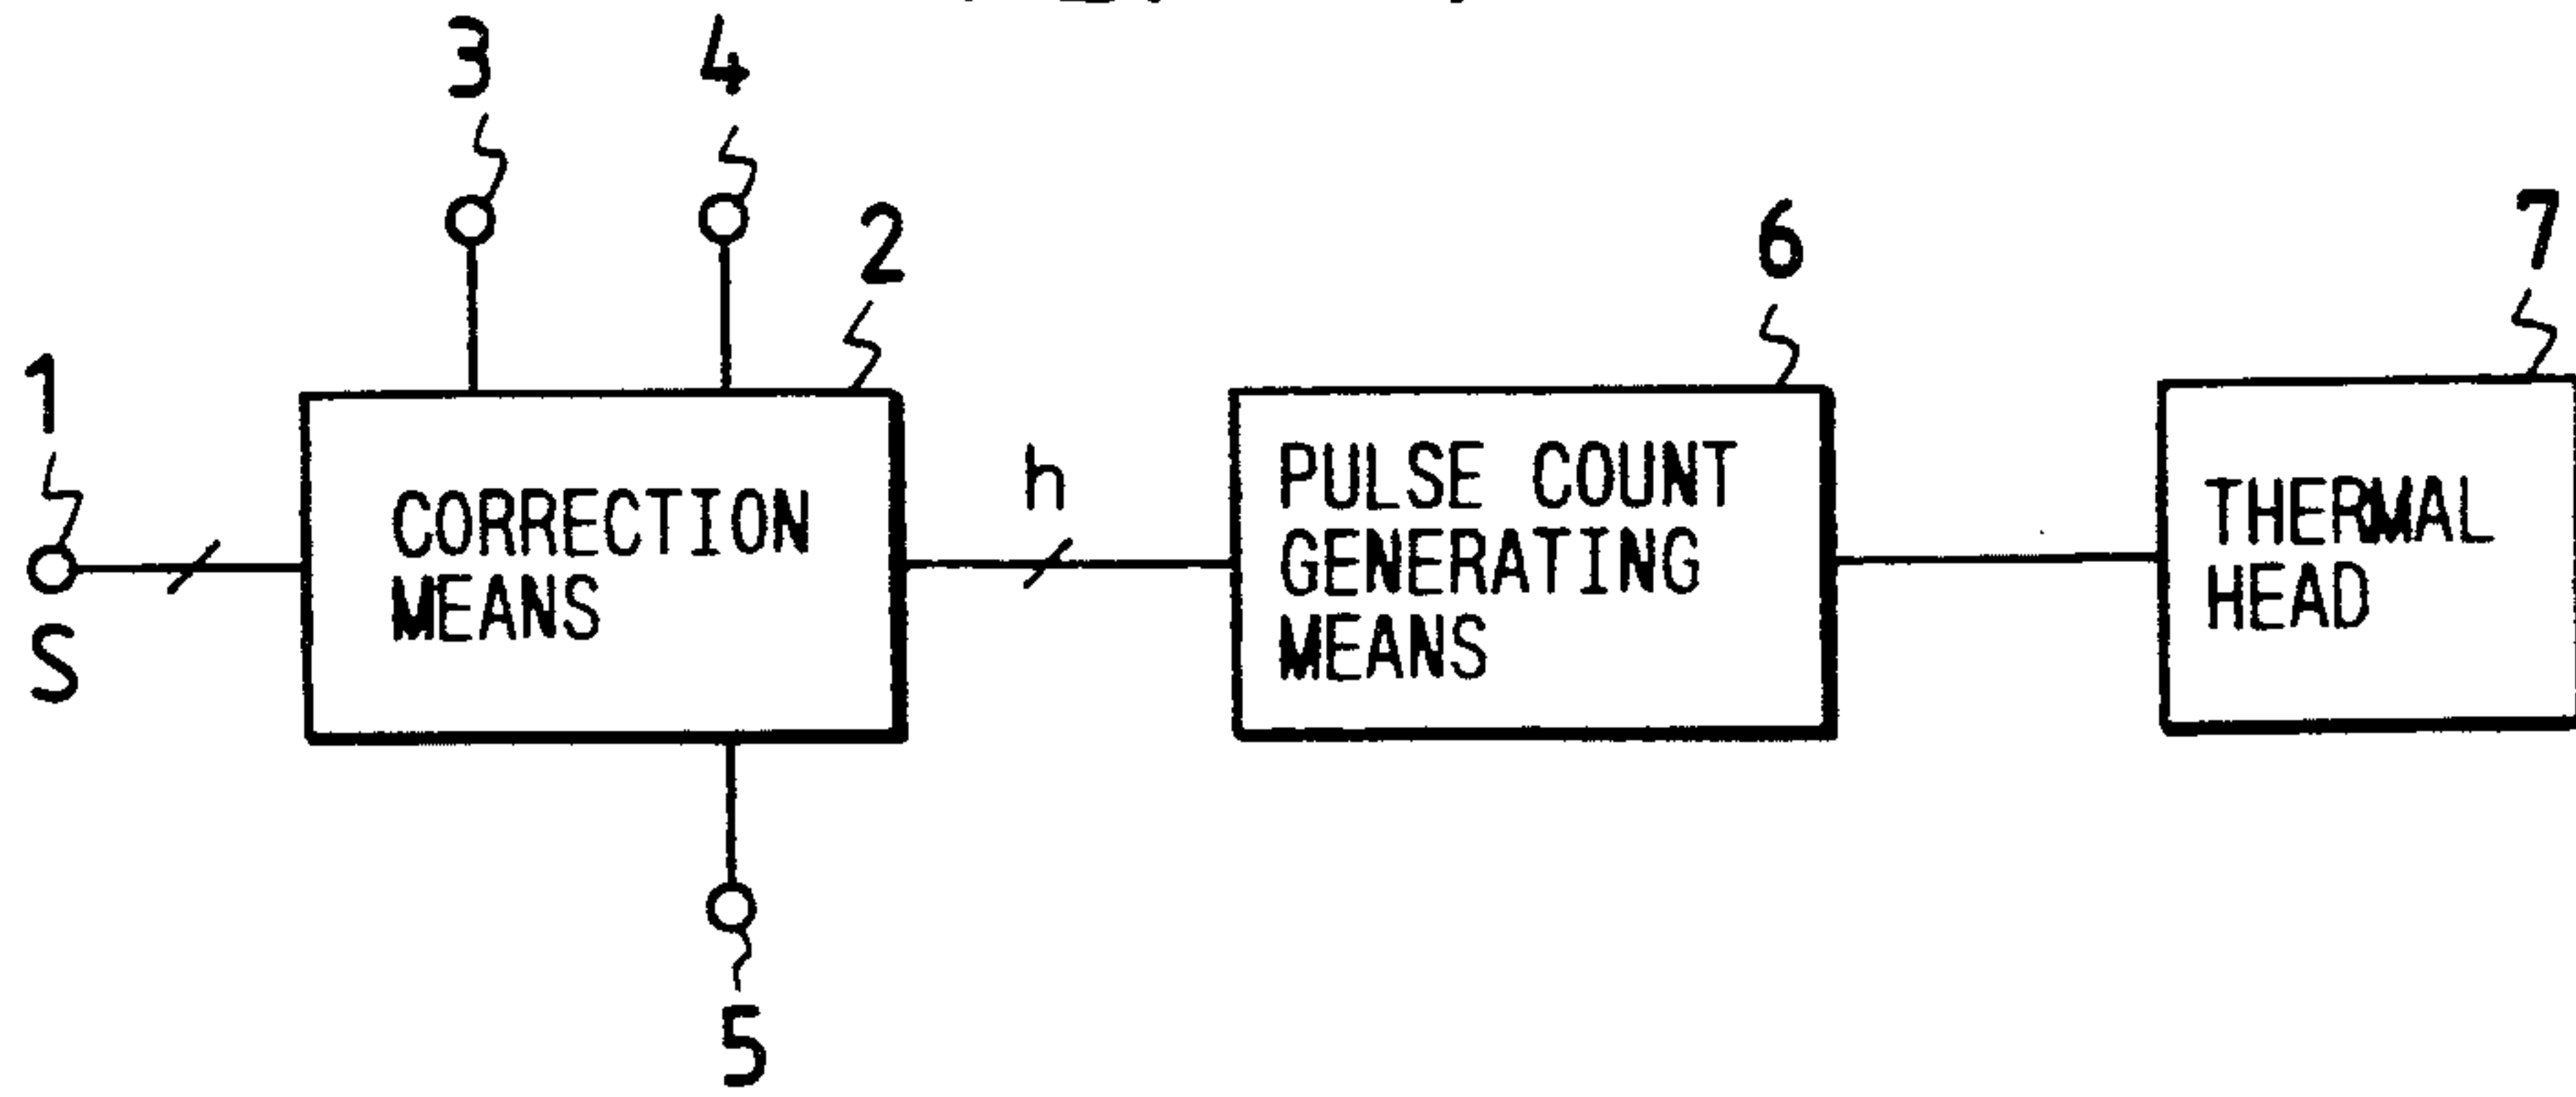 3
4
2
6
7
1
h
S
CORRECTION
MEANS
PULSE COUNT
GENERATING
MEANS
THERMAL
HEAD
5